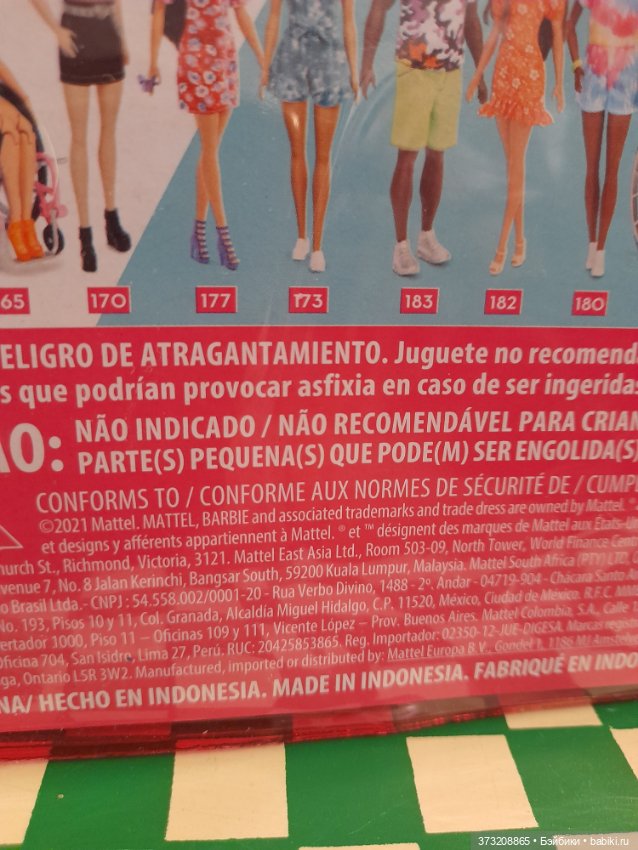 65 170 177 173 183 182 180
ELIGRO DE ATRAGANTAMIENTO. Juguete no recomend
s que podrían provocar asfixia en caso de ser ingerida
ÃO: NÃO INDICADO / NÃO RECOMENDÁVEL PARA CRIAN
PARTE(S) PEQUENA(S) QUE PODE(M) SER ENGOLIDA(S)
CONFORMS TO / CONFORME AUX NORMES DE SÉCURITÉ DE / CUMPL
©2021 Mattel. MATTEL, BARBIE and associated trademarks and trade dress are owned by Mattel.
et designs y afférents appartiennent à Mattel. ® et ™ désignent des marques de Mattel aux États-U
hurch St., Richmond, Victoria, 3121. Mattel East Asia Ltd., Room 503-09, North Tower, World Finance Cen
venue 7, No. 8 Jalan Kerinchi, Bangsar South, 59200 Kuala Lumpur, Malaysia. Mattel South Africa (PTY) LTD
o Brasil Ltda.- CNPJ : 54.558.002/0001-20 - Rua Verbo Divino, 1488 - 2º. Andar - 04719-904 - Chácara Santo
No. 193, Pisos 10 y 11, Col. Granada, Alcaldía Miguel Hidalgo, C.P. 11520, México, Ciudad de México. R.F.C.
ertador 1000, Piso 11 – Oficinas 109 y 111, Vicente López – Prov. Buenos Aires. Mattel Colombia, S.A., Calle
Oficina 704, San Isidro, Lima 27, Perú. RUC: 20425853865. Reg. Importador: 02350-12-JUE-DIGESA. Marcas regis
ga, Ontario L5R 3W2. Manufactured, imported or distributed by: Mattel Europa B.V., Gondel 1, 1186 MJ Amstelv
NA/ HECHO EN INDONESIA. MADE IN INDONESIA. FABRIQUÉ EN INDO
373208865 • Бэйбики • babiki.ru